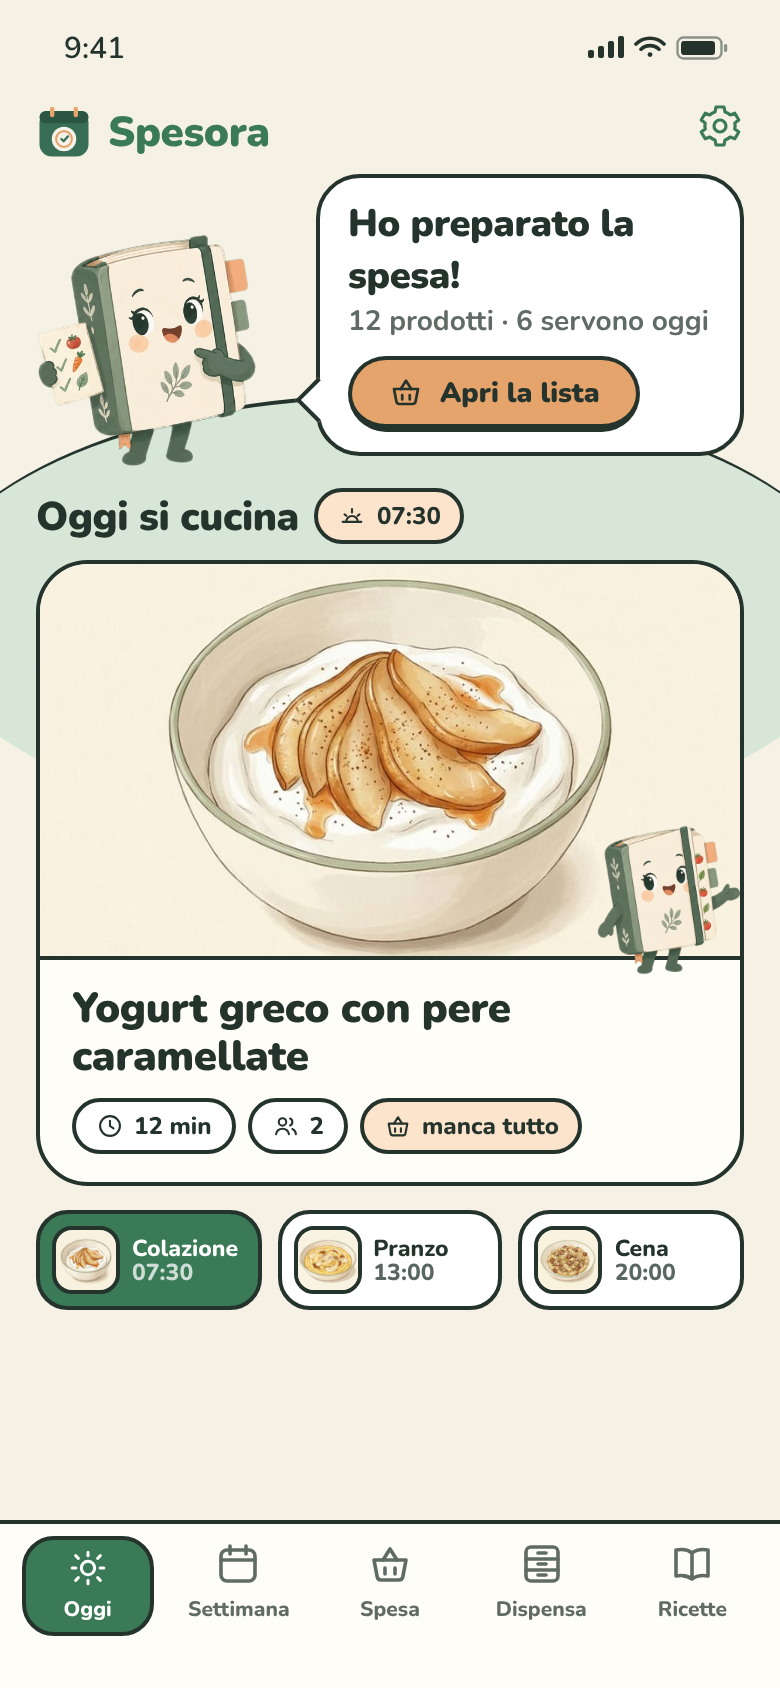 9:41
Spesora
Ho preparato la
spesa!
12 prodotti · 6 servono oggi
Apri la lista
Oggi si cucina
07:30
Yogurt greco con pere
caramellate
12 min
2
manca tutto
Colazione
07:30
Pranzo
13:00
Cena
20:00
Oggi
Settimana
Spesa
Dispensa
Ricette